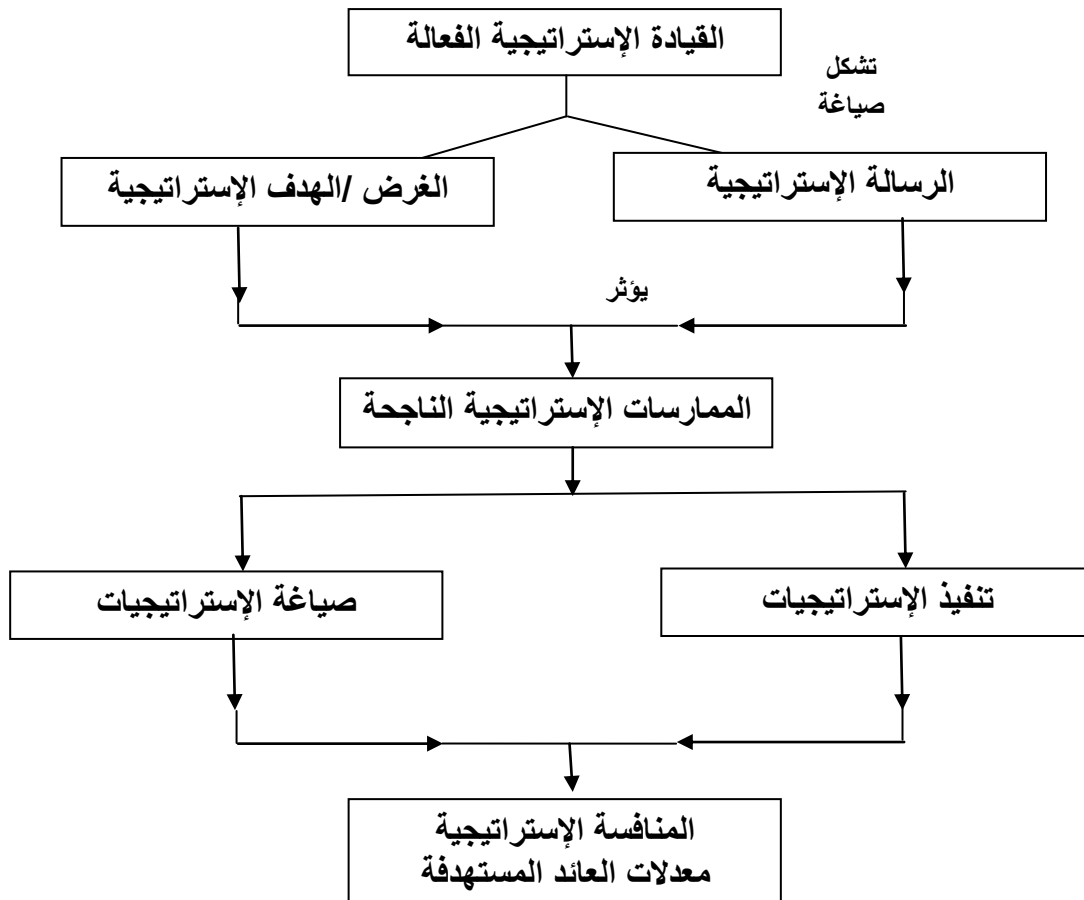 القيادة الإستراتيجية الفعالة
تشكل
صياغة
الرسالة الإستراتيجية
الغرض /الهدف الإستراتيجية
يؤثر
الممارسات الإستراتيجية الناجحة
تنفيذ الإستراتيجيات
صياغة الإستراتيجيات
المنافسة الإستراتيجية
معدلات العائد المستهدفة